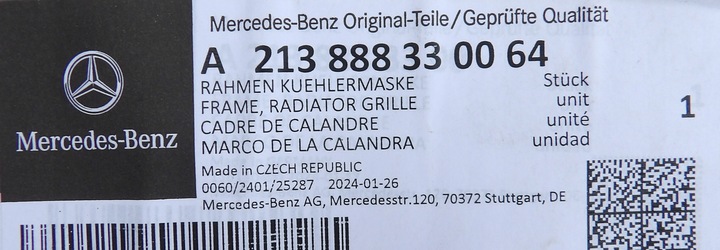 Mercedes-Benz Original-Teile/Geprüfte Qualität
A 213 888 33 00 64
RAHMEN KUEHLERMASKE Stück
FRAME, RADIATOR GRILLE unit
CADRE DE CALANDRE unité
MARCO DE LA CALANDRA unidad
1
Mercedes-Benz
Made in CZECH REPUBLIC
0060/2401/25287 2024-01-26
Mercedes-Benz AG, Mercedesstr.120, 70372 Stuttgart, DE